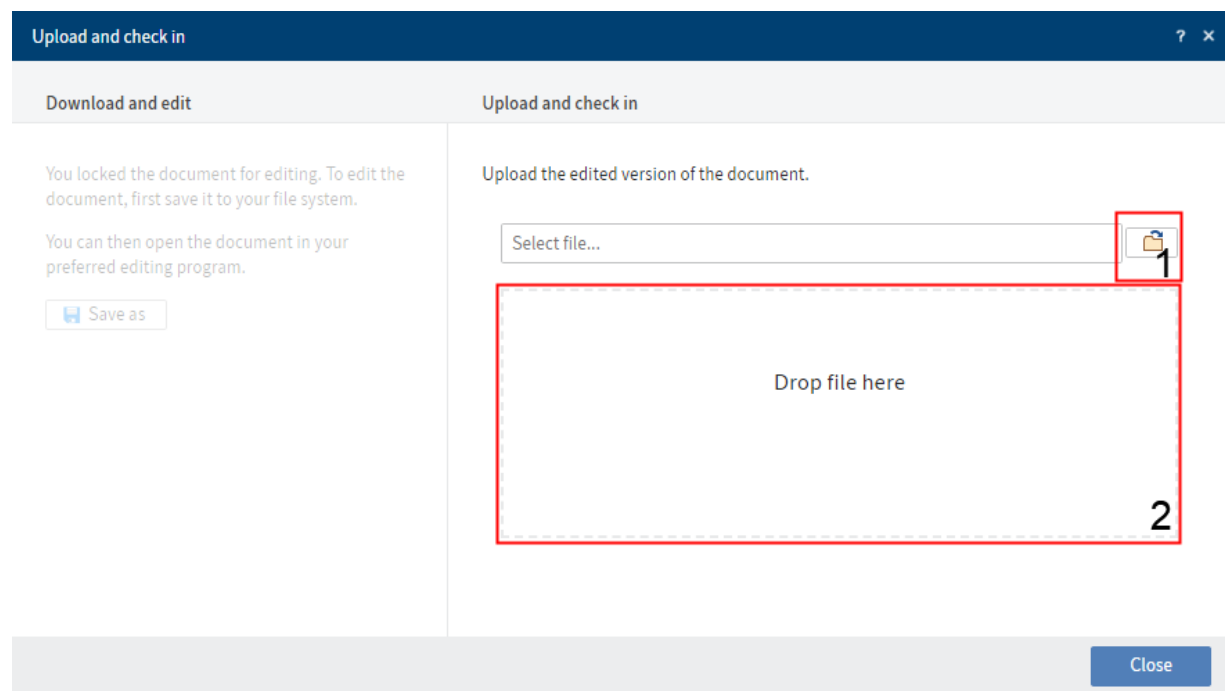 Upload and check in
? ×
Download and edit
Upload and check in
You locked the document for editing. To edit the
document, first save it to your file system.
You can then open the document in your
preferred editing program.
Save as
Upload the edited version of the document.
Select file...
1
Drop file here
2
Close